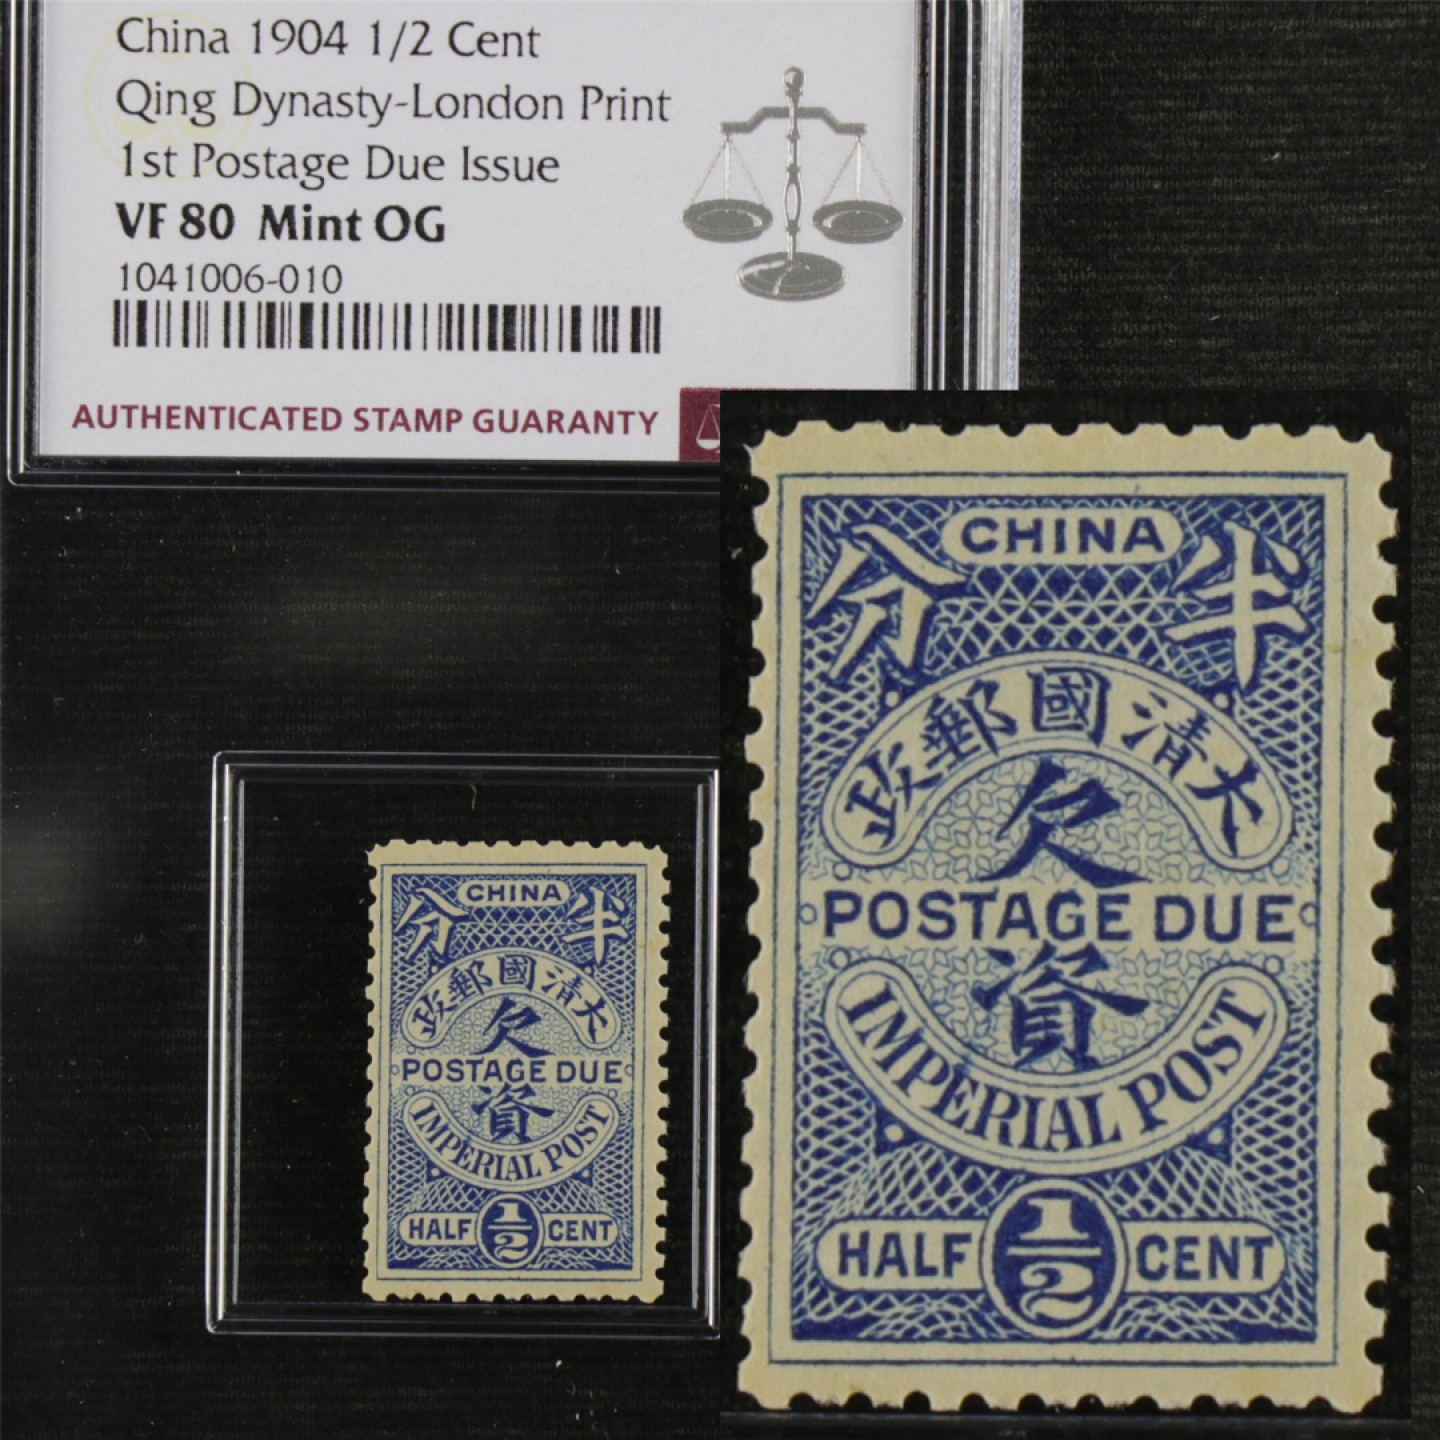 China 1904 1/2 Cent
Qing Dynasty-London Print
1st Postage Due Issue
VF 80 Mint OG
1041006-010
AUTHENTICATED STAMP GUARANTY
CHINA
分 半
政郵國清大
欠
POSTAGE DUE
資
IMPERIAL POST
HALF 1/2 CENT
CHINA
分 半
政郵國清大
欠
POSTAGE DUE
資
IMPERIAL POST
HALF 1/2 CENT